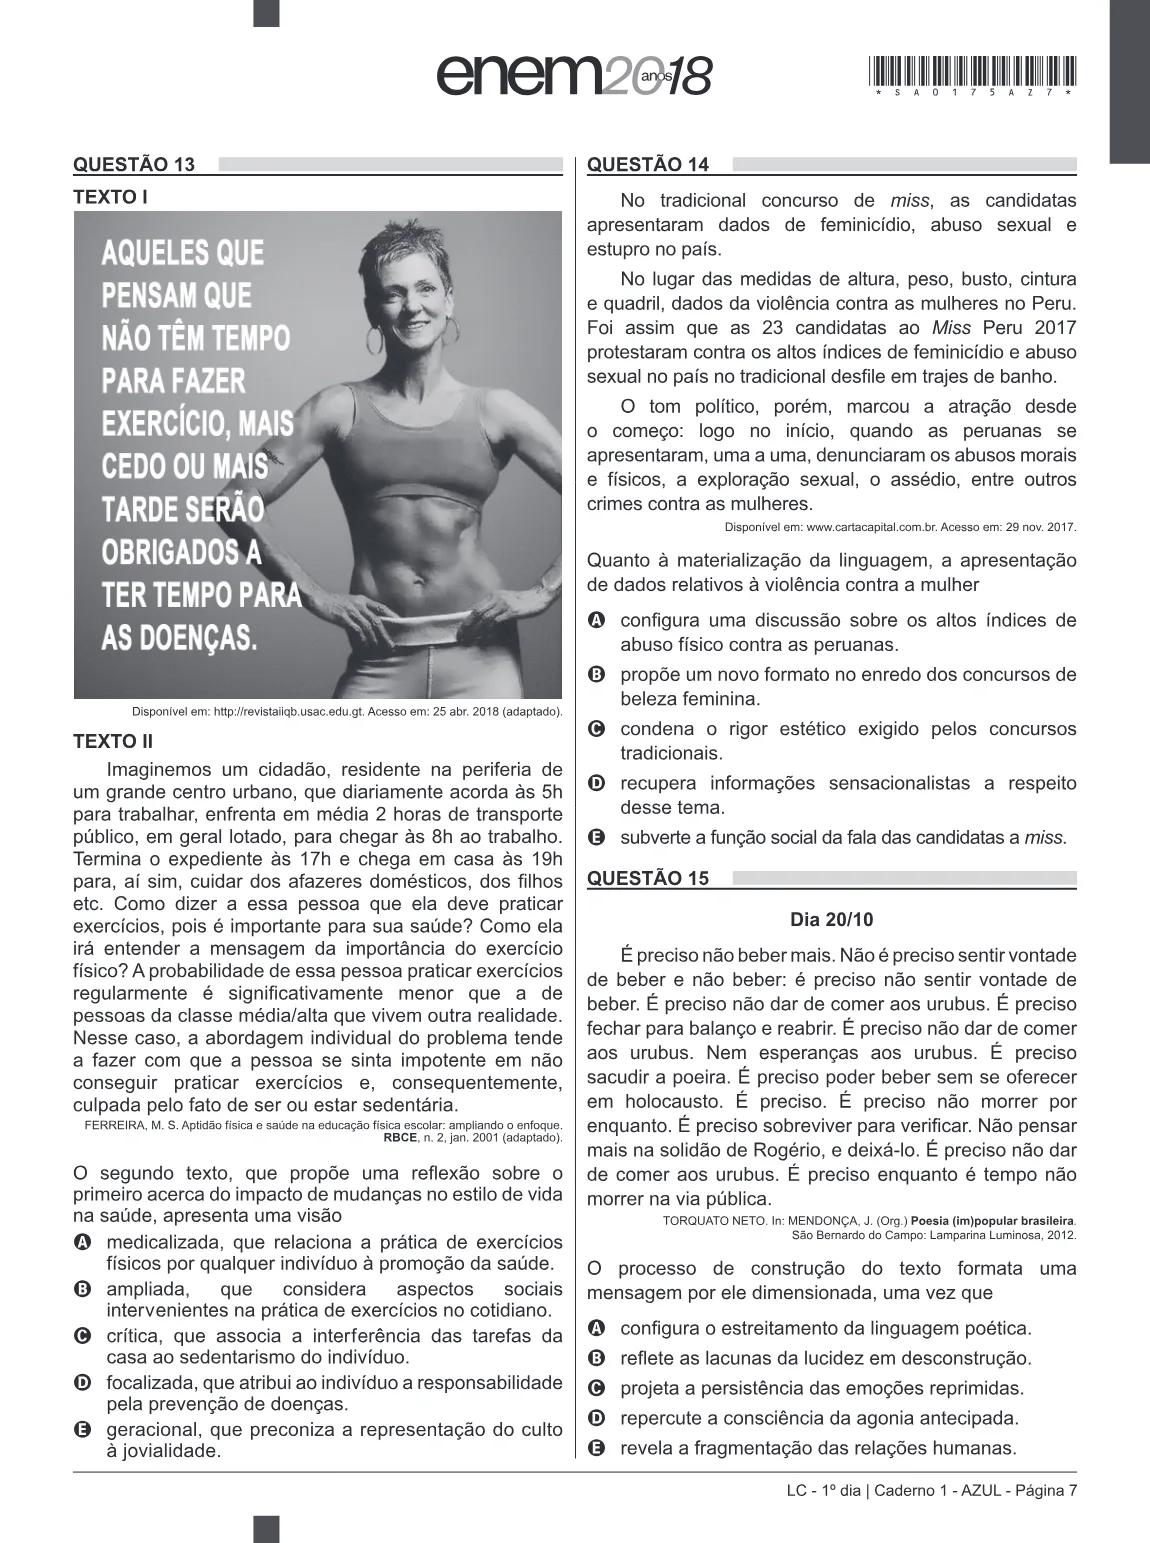 enem2018
anos
*SA0175AZ7*
QUESTÃO 13
TEXTO I
AQUELES QUE
PENSAM QUE
NÃO TÊM TEMPO
PARA FAZER
EXERCÍCIO, MAIS
CEDO OU MAIS
TARDE SERÃO
OBRIGADOS A
TER TEMPO PARA
AS DOENÇAS.
Disponível em: http://revistaiiqb.usac.edu.gt. Acesso em: 25 abr. 2018 (adaptado).
TEXTO II
Imaginemos um cidadão, residente na periferia de
um grande centro urbano, que diariamente acorda às 5h
para trabalhar, enfrenta em média 2 horas de transporte
público, em geral lotado, para chegar às 8h ao trabalho.
Termina o expediente às 17h e chega em casa às 19h
para, aí sim, cuidar dos afazeres domésticos, dos filhos
etc. Como dizer a essa pessoa que ela deve praticar
exercícios, pois é importante para sua saúde? Como ela
irá entender a mensagem da importância do exercício
físico? A probabilidade de essa pessoa praticar exercícios
regularmente é significativamente menor que a de
pessoas da classe média/alta que vivem outra realidade.
Nesse caso, a abordagem individual do problema tende
a fazer com que a pessoa se sinta impotente em não
conseguir praticar exercícios e, consequentemente,
culpada pelo fato de ser ou estar sedentária.
FERREIRA, M. S. Aptidão física e saúde na educação física escolar: ampliando o enfoque.
RBCE, n. 2, jan. 2001 (adaptado).
O segundo texto, que propõe uma reflexão sobre o
primeiro acerca do impacto de mudanças no estilo de vida
na saúde, apresenta uma visão
A medicalizada, que relaciona a prática de exercícios
físicos por qualquer indivíduo à promoção da saúde.
B ampliada, que considera aspectos sociais
intervenientes na prática de exercícios no cotidiano.
C crítica, que associa a interferência das tarefas da
casa ao sedentarismo do indivíduo.
D focalizada, que atribui ao indivíduo a responsabilidade
pela prevenção de doenças.
E geracional, que preconiza a representação do culto
à jovialidade.
QUESTÃO 14
No tradicional concurso de miss, as candidatas
apresentaram dados de feminicídio, abuso sexual e
estupro no país.
No lugar das medidas de altura, peso, busto, cintura
e quadril, dados da violência contra as mulheres no Peru.
Foi assim que as 23 candidatas ao Miss Peru 2017
protestaram contra os altos índices de feminicídio e abuso
sexual no país no tradicional desfile em trajes de banho.
O tom político, porém, marcou a atração desde
o começo: logo no início, quando as peruanas se
apresentaram, uma a uma, denunciaram os abusos morais
e físicos, a exploração sexual, o assédio, entre outros
crimes contra as mulheres.
Disponível em: www.cartacapital.com.br. Acesso em: 29 nov. 2017.
Quanto à materialização da linguagem, a apresentação
de dados relativos à violência contra a mulher
A configura uma discussão sobre os altos índices de
abuso físico contra as peruanas.
B propõe um novo formato no enredo dos concursos de
beleza feminina.
C condena o rigor estético exigido pelos concursos
tradicionais.
D recupera informações sensacionalistas a respeito
desse tema.
E subverte a função social da fala das candidatas a miss.
QUESTÃO 15
Dia 20/10
É preciso não beber mais. Não é preciso sentir vontade
de beber e não beber: é preciso não sentir vontade de
beber. É preciso não dar de comer aos urubus. É preciso
fechar para balanço e reabrir. É preciso não dar de comer
aos urubus. Nem esperanças aos urubus. É preciso
sacudir a poeira. É preciso poder beber sem se oferecer
em holocausto. É preciso. É preciso não morrer por
enquanto. É preciso sobreviver para verificar. Não pensar
mais na solidão de Rogério, e deixá-lo. É preciso não dar
de comer aos urubus. É preciso enquanto é tempo não
morrer na via pública.
TORQUATO NETO. In: MENDONÇA, J. (Org.) Poesia (im)popular brasileira.
São Bernardo do Campo: Lamparina Luminosa, 2012.
O processo de construção do texto formata uma
mensagem por ele dimensionada, uma vez que
A configura o estreitamento da linguagem poética.
B reflete as lacunas da lucidez em desconstrução.
C projeta a persistência das emoções reprimidas.
D repercute a consciência da agonia antecipada.
E revela a fragmentação das relações humanas.
LC - 1º dia | Caderno 1 - AZUL - Página 7